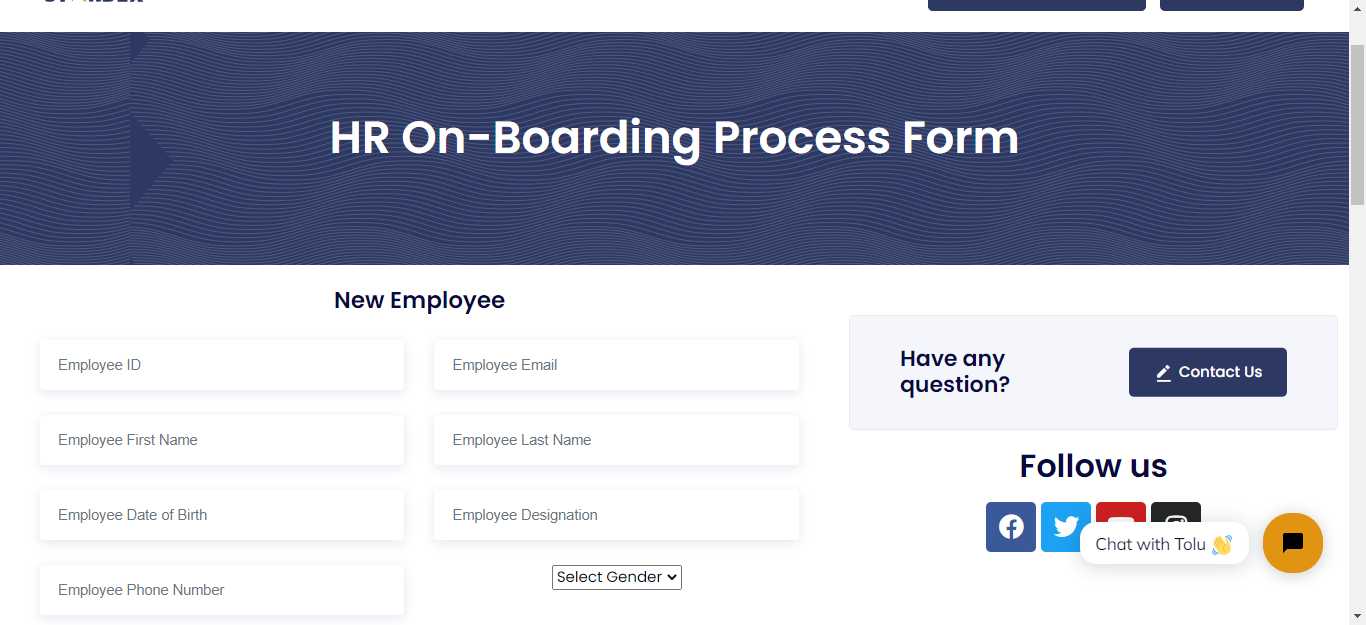 HR On-Boarding Process Form
New Employee
Employee ID
Employee Email
Employee First Name
Employee Last Name
Employee Date of Birth
Employee Designation
Employee Phone Number
Select Gender
Have any
question?
Contact Us
Follow us
Chat with Tolu 👋